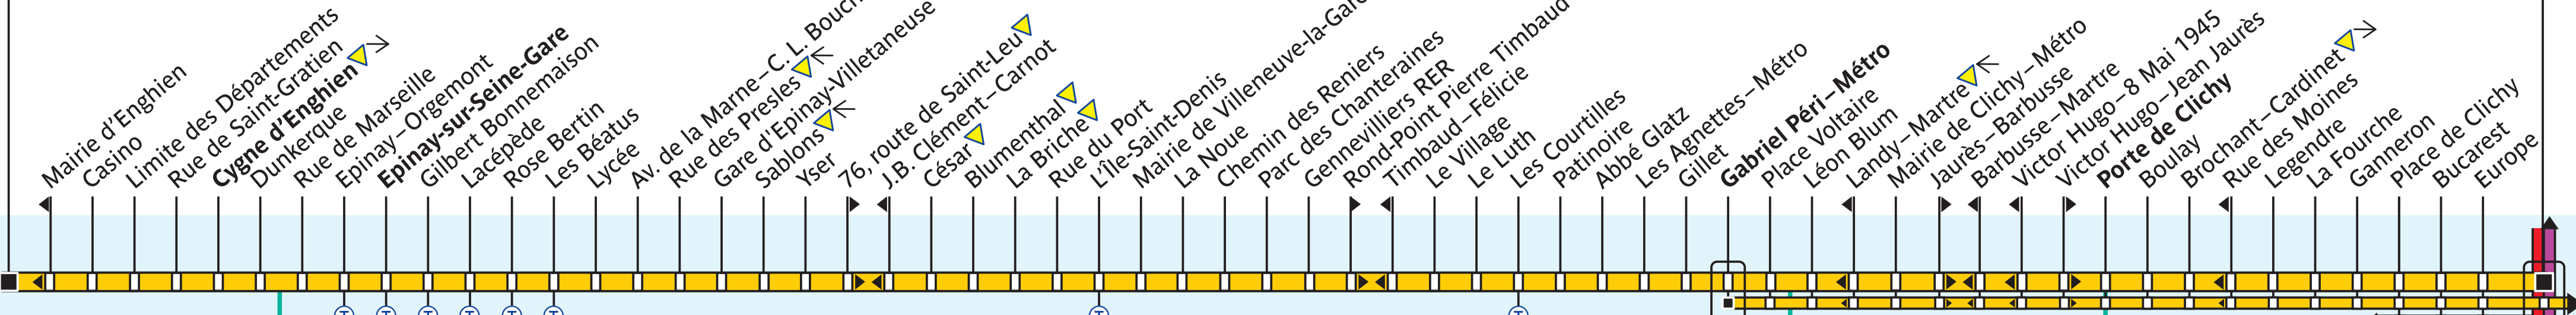 Mairie d'Enghien
Casino
Limite des Départements
Rue de Saint-Gratien
Cygne d'Enghien
Dunkerque
Rue de Marseille
Epinay–Orgemont
Epinay-sur-Seine-Gare
Gilbert Bonnemaison
Lacépède
Rose Bertin
Les Béatus
Lycée
Av. de la Marne–C. L.
Rue des Presles
Gare d'Epinay-Villetaneuse
Sablons
Yser
76, route de Saint-Leu
J.B. Clément–Carnot
César
Blumenthal
La Briche
Rue du Port
L'Île-Saint-Denis
Mairie de Villeneuve-la-Gare
La Noue
Chemin des Reniers
Parc des Chanteraines
Gennevilliers RER
Rond-Point Pierre Timbaud
Timbaud–Félicie
Le Village
Le Luth
Les Courtilles
Patinoire
Abbé Glatz
Les Agnettes–Métro
Gillet
Gabriel Péri–Métro
Place Voltaire
Léon Blum
Landy–Martre
Mairie de Clichy–Métro
Jaurès–Barbusse
Barbusse–Martre
Victor Hugo–8 Mai 1945
Victor Hugo–Jean Jaurès
Porte de Clichy
Boulay
Brochant–Cardinet
Rue des Moines
Legendre
La Fourche
Ganneron
Place de Clichy
Bucarest
Europe